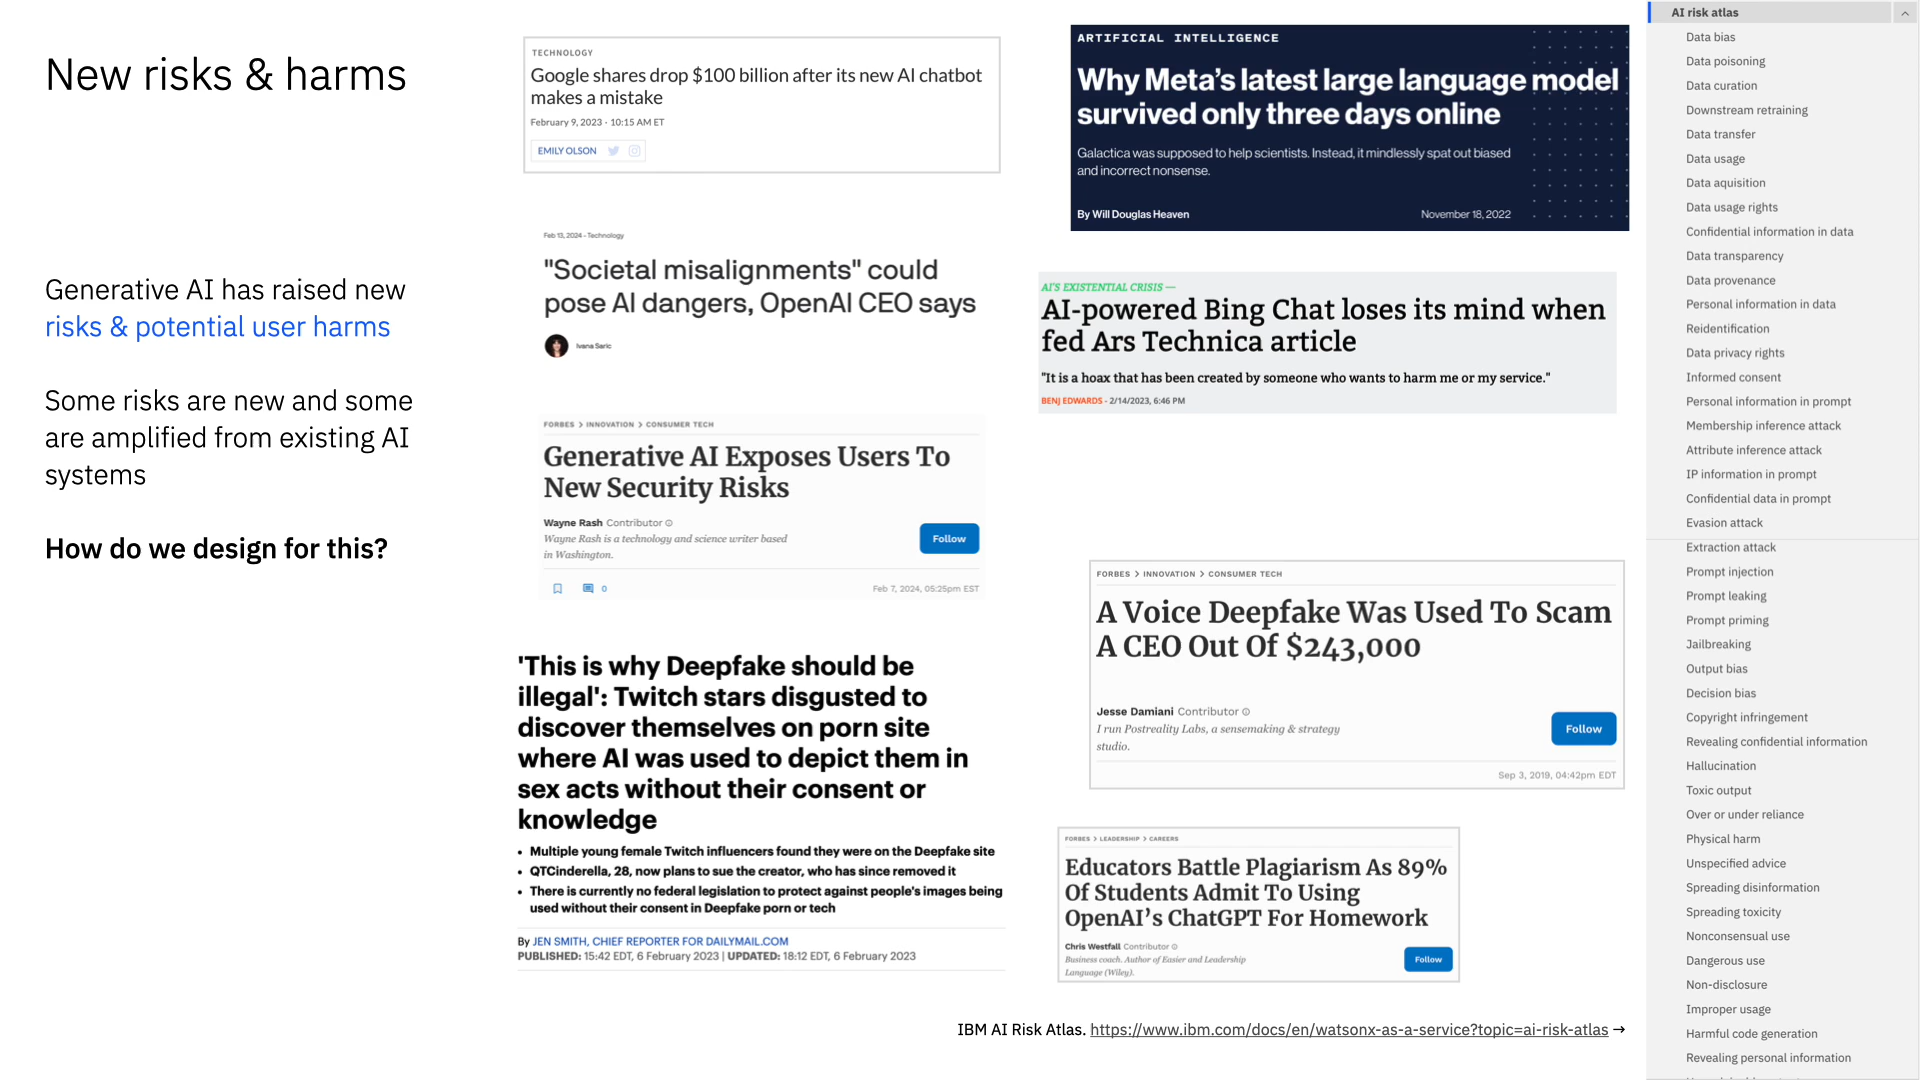 New risks & harms
Generative AI has raised new
risks & potential user harms
Some risks are new and some
are amplified from existing AI
systems
How do we design for this?
TECHNOLOGY
Google shares drop $100 billion after its new AI chatbot
makes a mistake
February 9, 2023 · 10:15 AM ET
EMILY OLSON
Feb 13, 2024 - Technology
"Societal misalignments" could
pose AI dangers, OpenAI CEO says
Ivana Saric
FORBES > INNOVATION > CONSUMER TECH
Generative AI Exposes Users To
New Security Risks
Wayne Rash Contributor
Wayne Rash is a technology and science writer based
in Washington.
Follow
0
Feb 7, 2024, 05:25pm EST
'This is why Deepfake should be
illegal': Twitch stars disgusted to
discover themselves on porn site
where AI was used to depict them in
sex acts without their consent or
knowledge
• Multiple young female Twitch influencers found they were on the Deepfake site
• QTCinderella, 28, now plans to sue the creator, who has since removed it
• There is currently no federal legislation to protect against people's images being
used without their consent in Deepfake porn or tech
By JEN SMITH, CHIEF REPORTER FOR DAILYMAIL.COM
PUBLISHED: 15:42 EDT, 6 February 2023 | UPDATED: 18:12 EDT, 6 February 2023
ARTIFICIAL INTELLIGENCE
Why Meta's latest large language model
survived only three days online
Galactica was supposed to help scientists. Instead, it mindlessly spat out biased
and incorrect nonsense.
By Will Douglas Heaven
November 18, 2022
AI'S EXISTENTIAL CRISIS —
AI-powered Bing Chat loses its mind when
fed Ars Technica article
"It is a hoax that has been created by someone who wants to harm me or my service."
BENJ EDWARDS - 2/14/2023, 6:46 PM
FORBES > INNOVATION > CONSUMER TECH
A Voice Deepfake Was Used To Scam
A CEO Out Of $243,000
Jesse Damiani Contributor
I run Postreality Labs, a sensemaking & strategy
studio.
Follow
Sep 3, 2019, 04:42pm EDT
FORBES > LEADERSHIP > CAREERS
Educators Battle Plagiarism As 89%
Of Students Admit To Using
OpenAI's ChatGPT For Homework
Chris Westfall Contributor
Business coach. Author of Easier and Leadership
Language (Wiley).
Follow
IBM AI Risk Atlas. https://www.ibm.com/docs/en/watsonx-as-a-service?topic=ai-risk-atlas →
AI risk atlas
Data bias
Data poisoning
Data curation
Downstream retraining
Data transfer
Data usage
Data aquisition
Data usage rights
Confidential information in data
Data transparency
Data provenance
Personal information in data
Reidentification
Data privacy rights
Informed consent
Personal information in prompt
Membership inference attack
Attribute inference attack
IP information in prompt
Confidential data in prompt
Evasion attack
Extraction attack
Prompt injection
Prompt leaking
Prompt priming
Jailbreaking
Output bias
Decision bias
Copyright infringement
Revealing confidential information
Hallucination
Toxic output
Over or under reliance
Physical harm
Unspecified advice
Spreading disinformation
Spreading toxicity
Nonconsensual use
Dangerous use
Non-disclosure
Improper usage
Harmful code generation
Revealing personal information